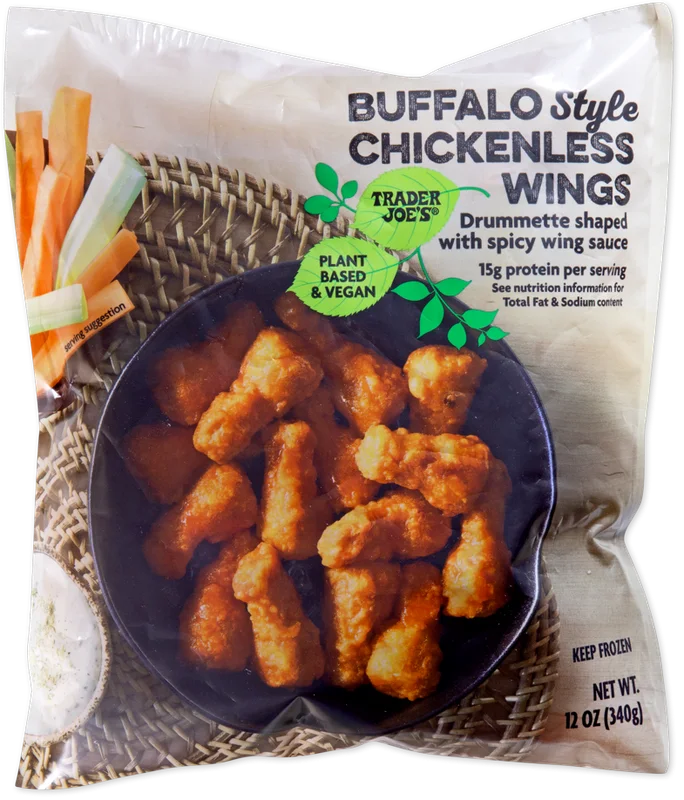 BUFFALO Style
CHICKENLESS
WINGS
TRADER
JOE'S®
Drummette shaped
with spicy wing sauce
PLANT
BASED
& VEGAN
15g protein per serving
See nutrition information for
Total Fat & Sodium content
serving suggestion
KEEP FROZEN
NET WT.
12 OZ (340g)